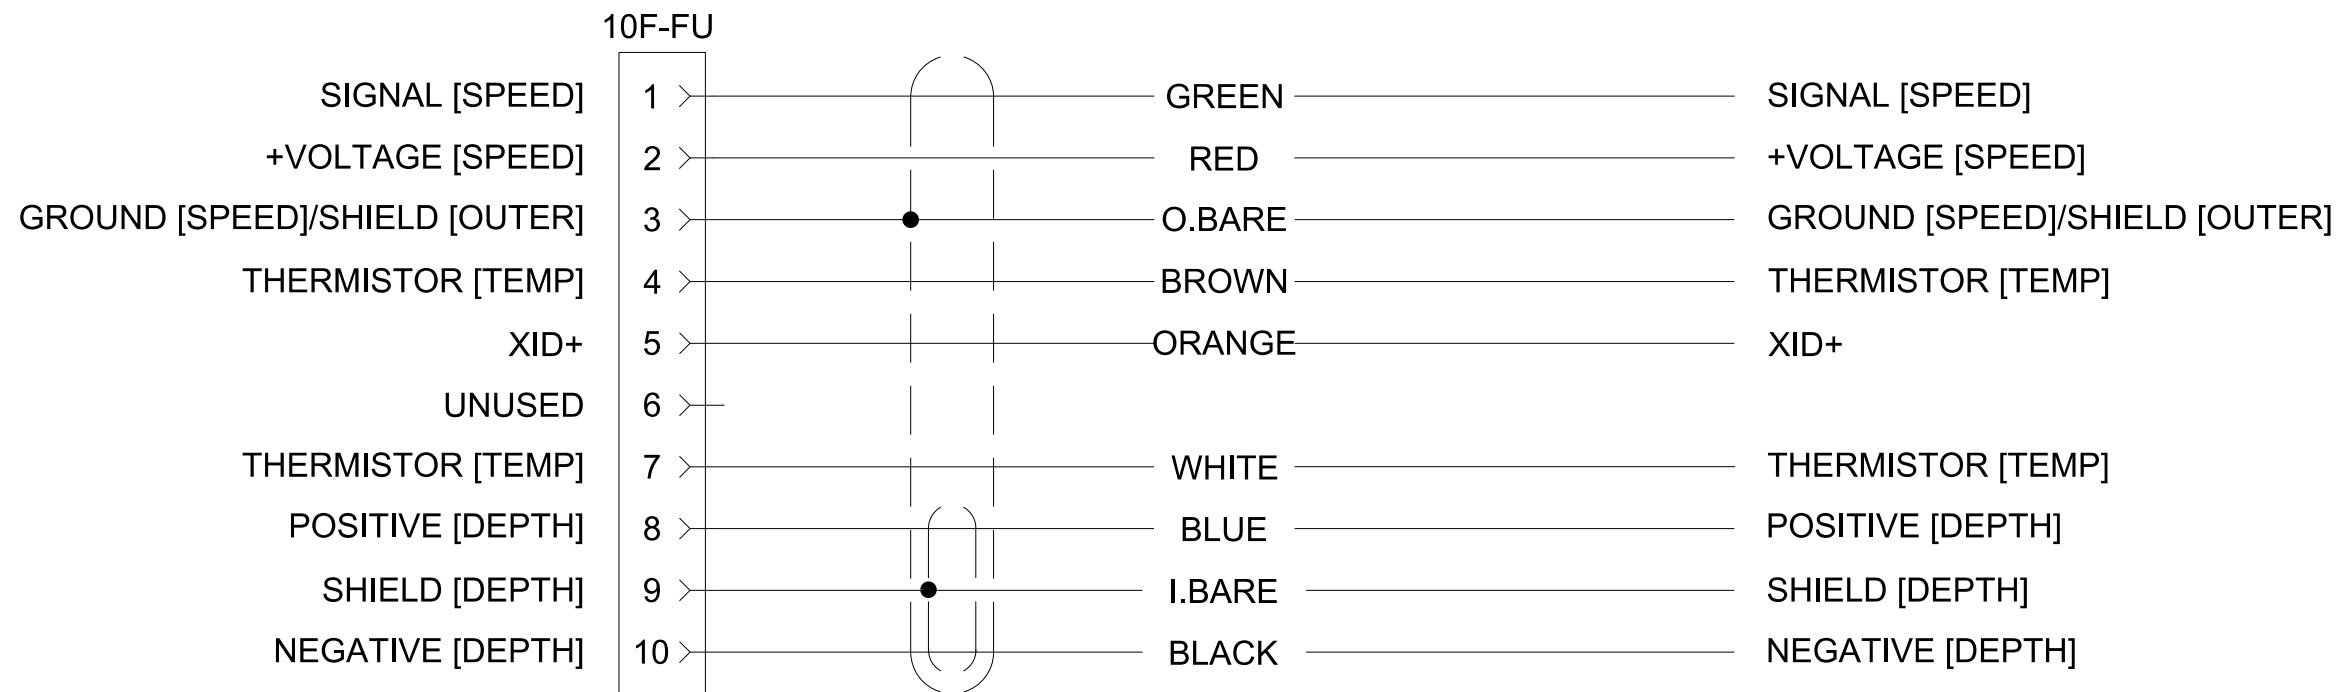 10F-FU
SIGNAL [SPEED] 1 GREEN SIGNAL [SPEED]
+VOLTAGE [SPEED] 2 RED +VOLTAGE [SPEED]
GROUND [SPEED]/SHIELD [OUTER] 3 O.BARE GROUND [SPEED]/SHIELD [OUTER]
THERMISTOR [TEMP] 4 BROWN THERMISTOR [TEMP]
XID+ 5 ORANGE XID+
UNUSED 6
THERMISTOR [TEMP] 7 WHITE THERMISTOR [TEMP]
POSITIVE [DEPTH] 8 BLUE POSITIVE [DEPTH]
SHIELD [DEPTH] 9 I.BARE SHIELD [DEPTH]
NEGATIVE [DEPTH] 10 BLACK NEGATIVE [DEPTH]